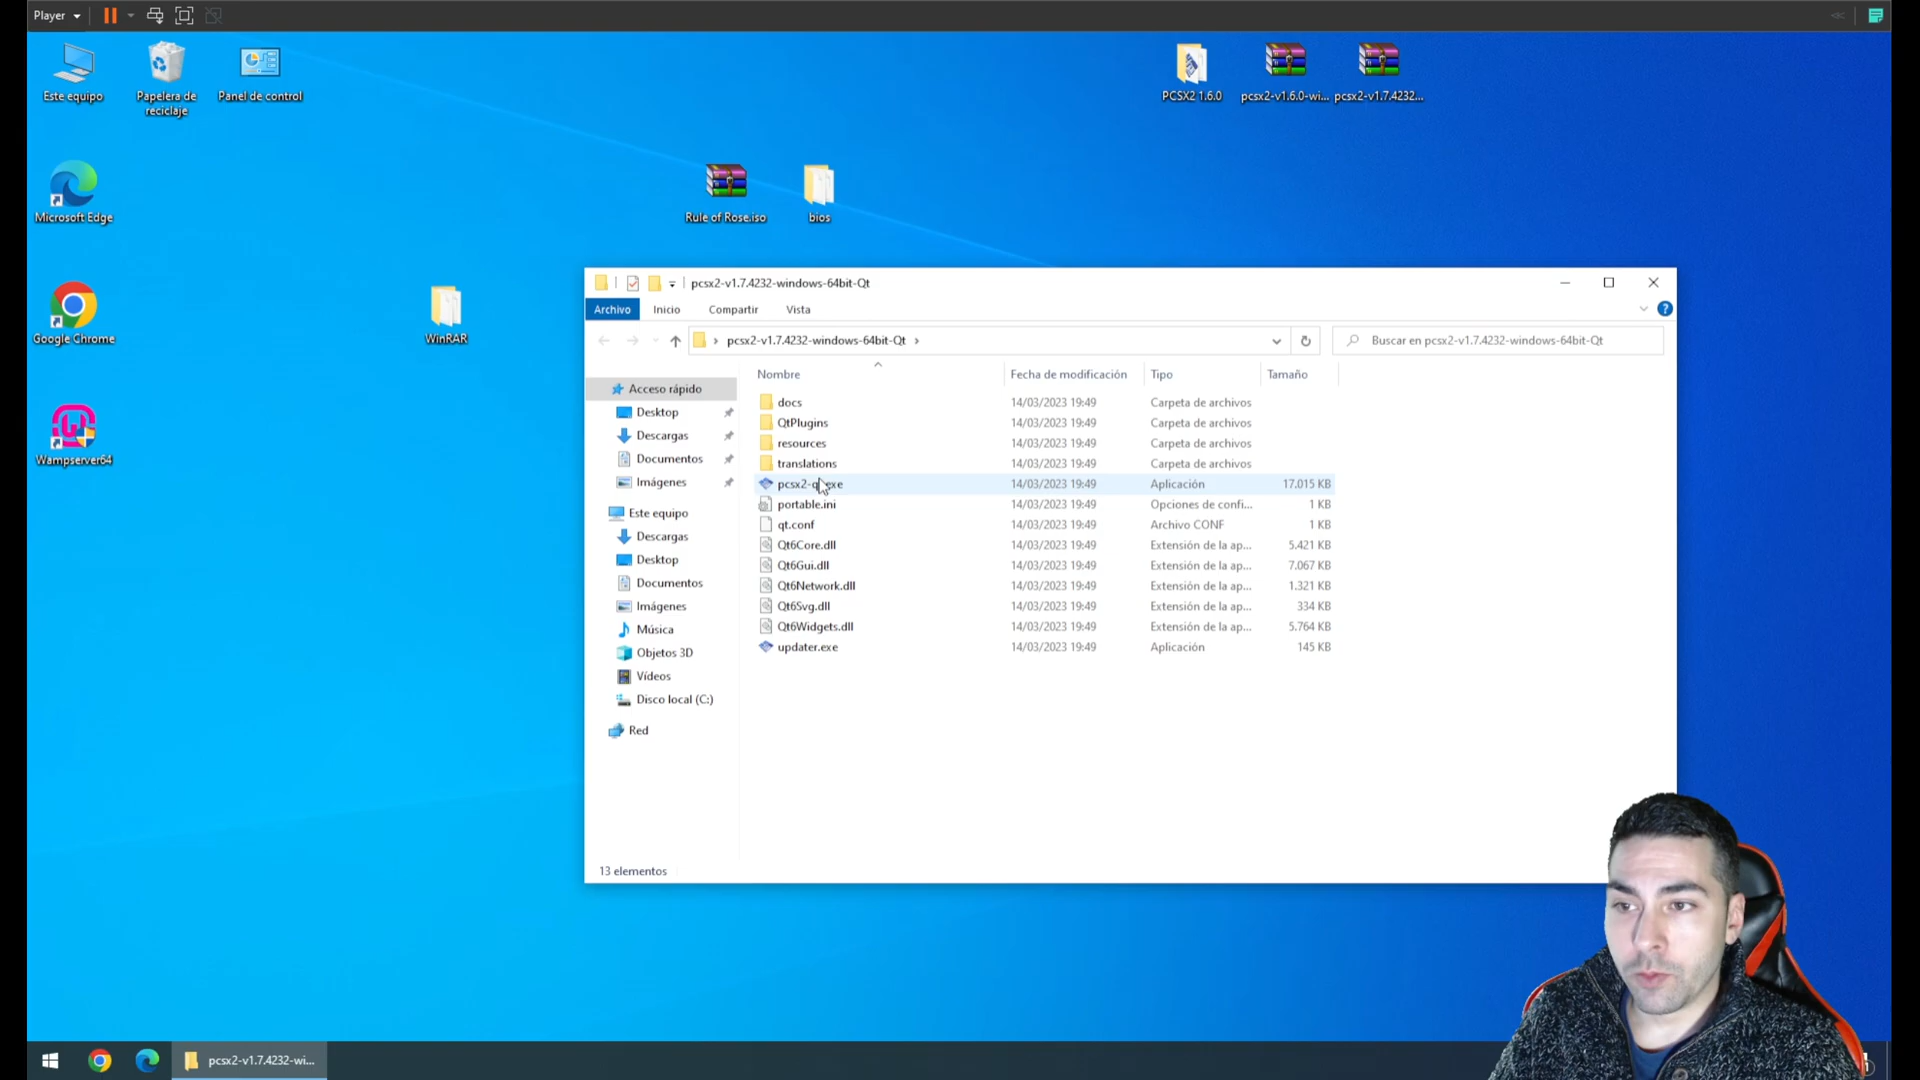 Player
Este equipo
Papelera de
reciclaje
Panel de control
PCSX2 1.6.0
pcsx2-v1.6.0-wi...
pcsx2-v1.7.4232...
Microsoft Edge
Rule of Rose.iso
bios
Google Chrome
WinRAR
Wampserver64
pcsx2-v1.7.4232-windows-64bit-Qt
Archivo Inicio Compartir Vista
pcsx2-v1.7.4232-windows-64bit-Qt
Buscar en pcsx2-v1.7.4232-windows-64bit-Qt
Acceso rápido
Desktop
Descargas
Documentos
Imágenes
Este equipo
Descargas
Desktop
Documentos
Imágenes
Música
Objetos 3D
Vídeos
Disco local (C:)
Red
Nombre Fecha de modificación Tipo Tamaño
docs 14/03/2023 19:49 Carpeta de archivos
QtPlugins 14/03/2023 19:49 Carpeta de archivos
resources 14/03/2023 19:49 Carpeta de archivos
translations 14/03/2023 19:49 Carpeta de archivos
14/03/2023 19:49 Aplicación 17.015 KB
portable.ini 14/03/2023 19:49 Opciones de confi... 1 KB
qt.conf 14/03/2023 19:49 Archivo CONF 1 KB
Qt6Core.dll 14/03/2023 19:49 Extensión de la ap... 5.421 KB
Qt6Gui.dll 14/03/2023 19:49 Extensión de la ap... 7.067 KB
Qt6Network.dll 14/03/2023 19:49 Extensión de la ap... 1.321 KB
Qt6Svg.dll 14/03/2023 19:49 Extensión de la ap... 334 KB
Qt6Widgets.dll 14/03/2023 19:49 Extensión de la ap... 5.764 KB
updater.exe 14/03/2023 19:49 Aplicación 145 KB
13 elementos
pcsx2-v1.7.4232-wi...